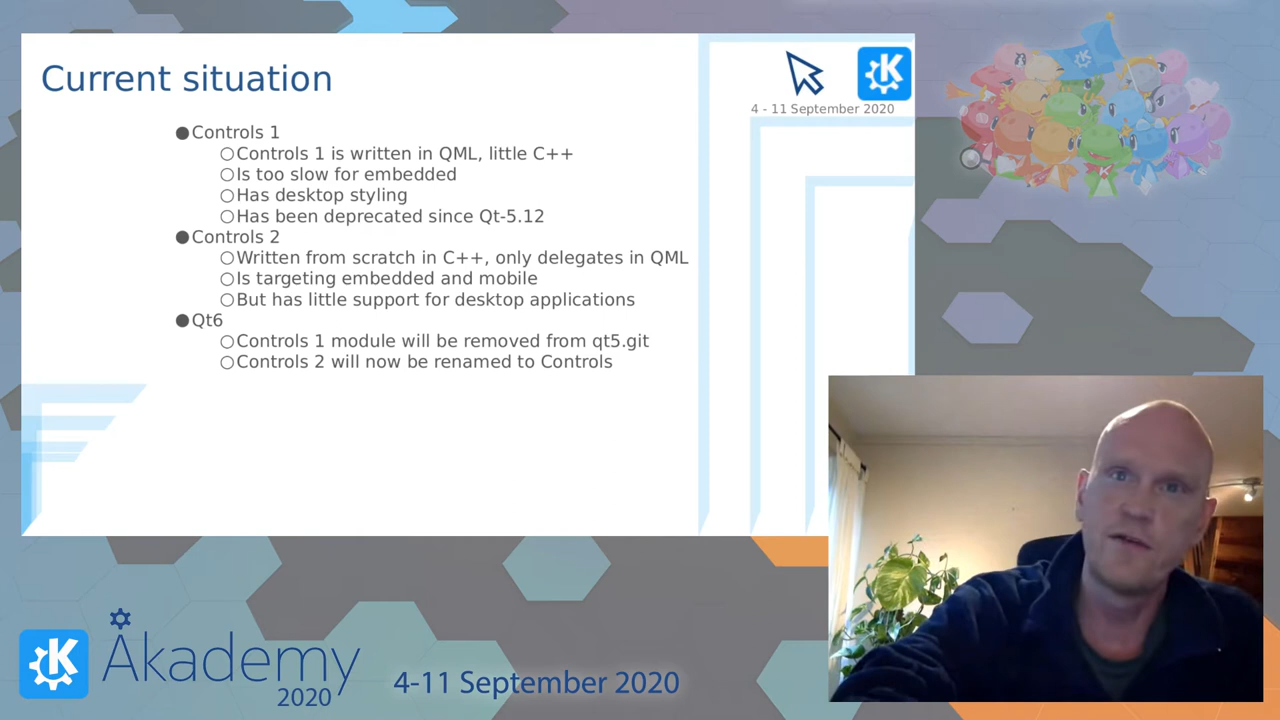 Current situation
4 - 11 September 2020
●Controls 1
○Controls 1 is written in QML, little C++
○Is too slow for embedded
○Has desktop styling
○Has been deprecated since Qt-5.12
●Controls 2
○Written from scratch in C++, only delegates in QML
○Is targeting embedded and mobile
○But has little support for desktop applications
●Qt6
○Controls 1 module will be removed from qt5.git
○Controls 2 will now be renamed to Controls
Akademy
2020
4-11 September 2020